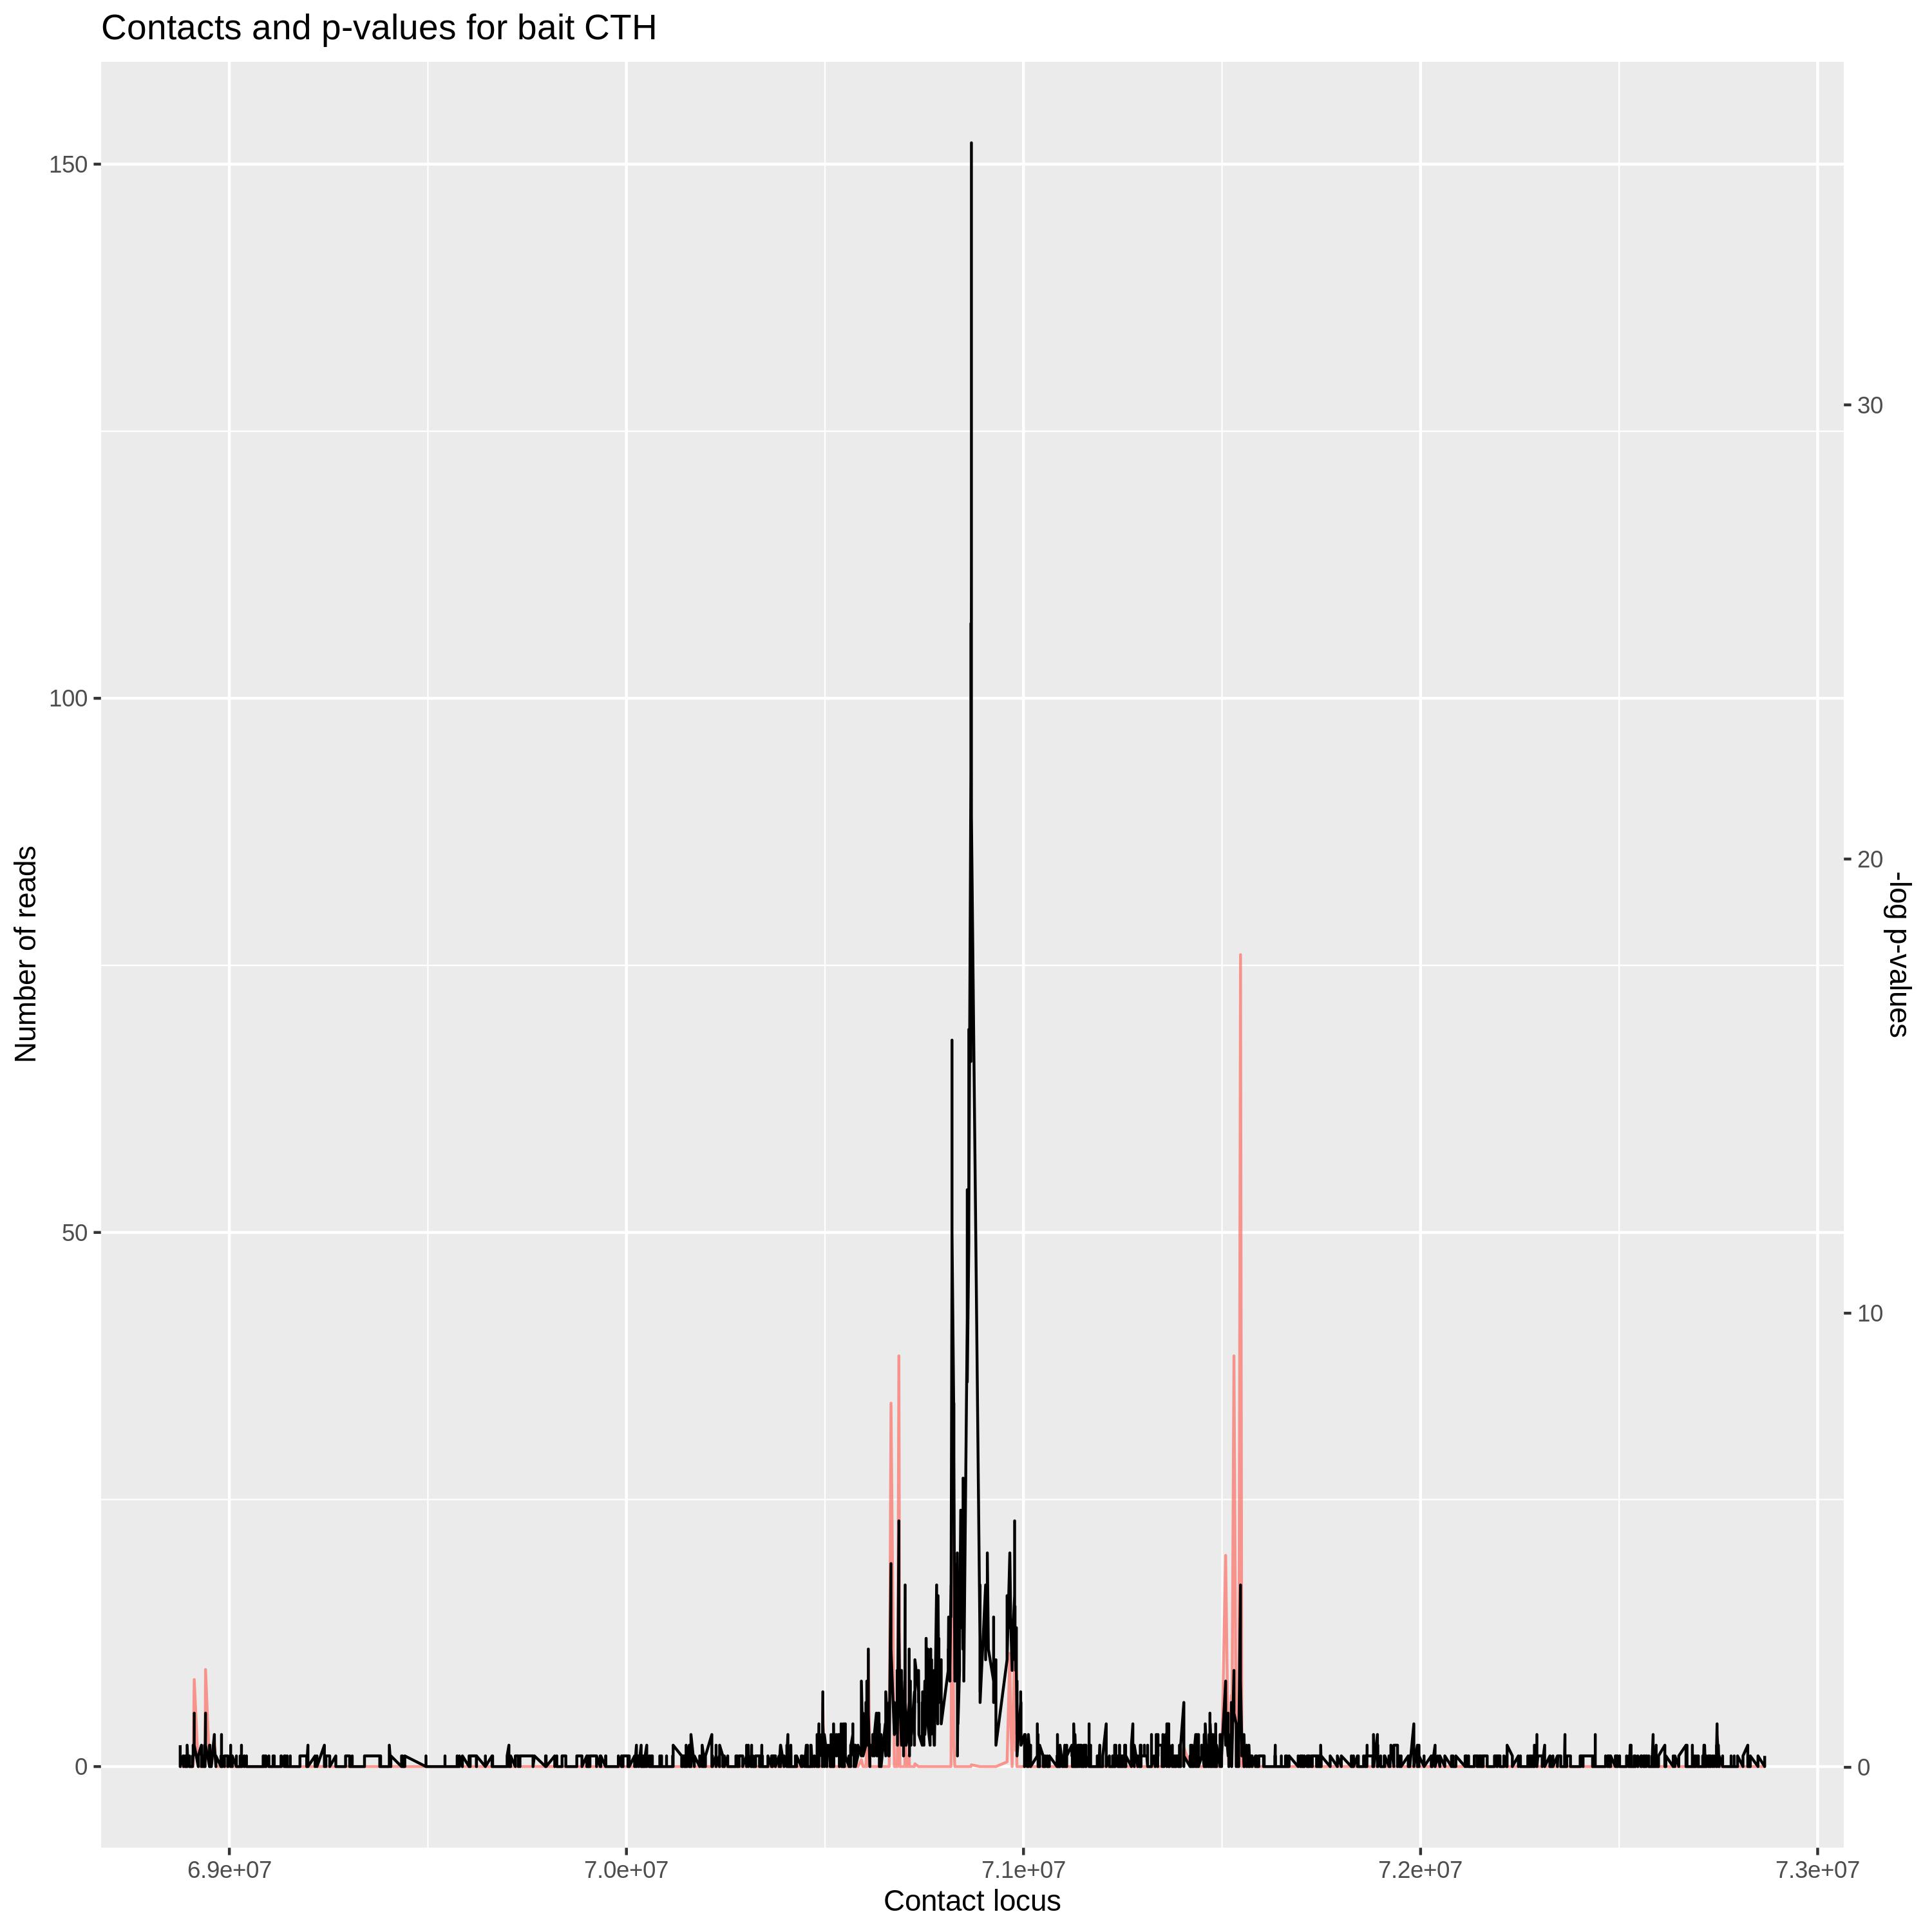 Contacts and p-values for bait CTH
150
100
50
0
Number of reads
30
20
10
0
-log p-values
6.9e+07
7.0e+07
7.1e+07
7.2e+07
7.3e+07
Contact locus